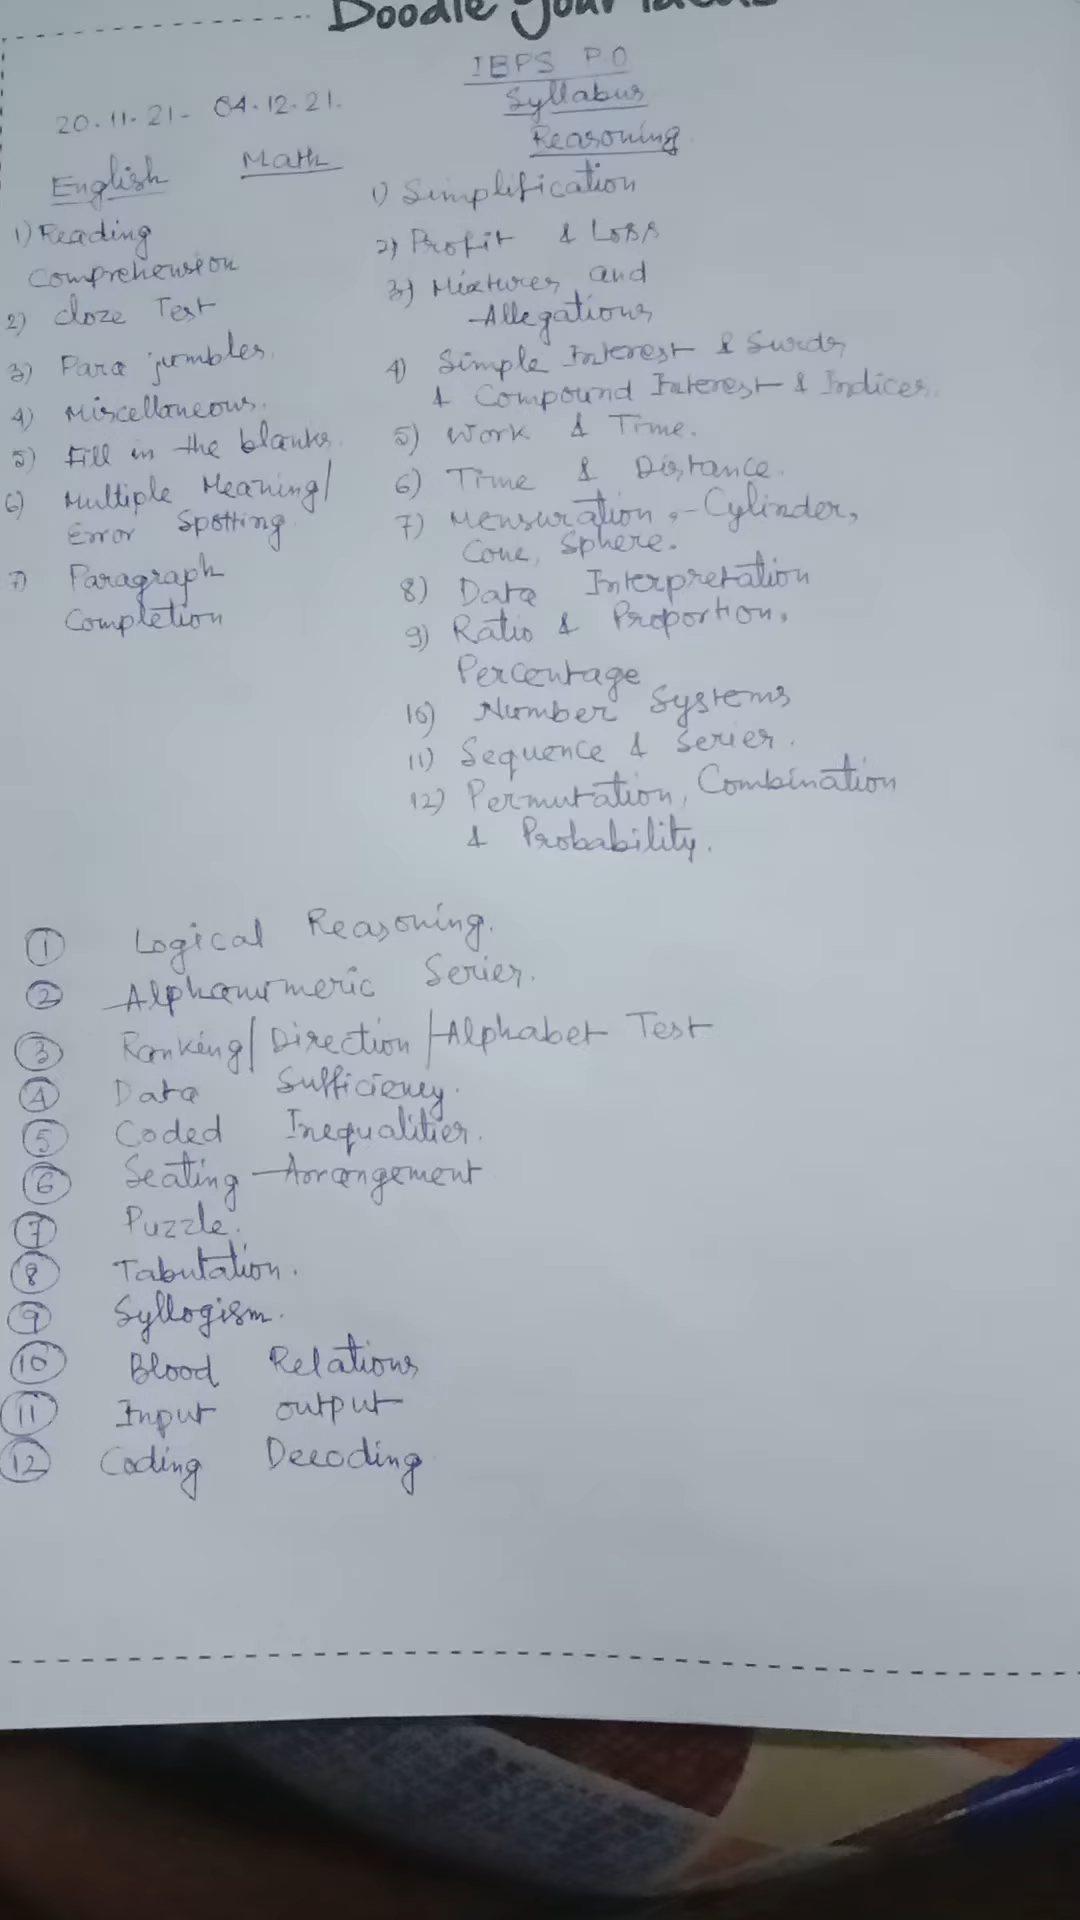 Doodle your ideas
IBPS P.O
Syllabus
20.11.21- 04.12.21.
Reasoning
English
Math
1) Reading
Comprehension
2) cloze Test
3) Para jumbles.
4) Miscellaneous.
5) Fill in the blanks.
6) Multiple Meaning/
Error Spotting
7) Paragraph
Completion
1) Simplification
2) Profit & Loss
3) Mixtures and
Allegations
4) Simple Interest & Surds
& Compound Interest & Indices.
5) Work & Time.
6) Time & Distance.
7) Mensuration,-Cylinder,
Cone, Sphere.
8) Data Interpretation
9) Ratio & Proportion,
Percentage
10) Number Systems
11) Sequence & Series.
12) Permutation, Combination
& Probability.
1 Logical Reasoning.
2 Alphanumeric Series.
3 Ranking/Direction/Alphabet Test
4 Data Sufficiency.
5 Coded Inequalities.
6 Seating Arrangement
7 Puzzle.
8 Tabutation.
9 Syllogism.
10 Blood Relations
11 Input output
12 Coding Decoding